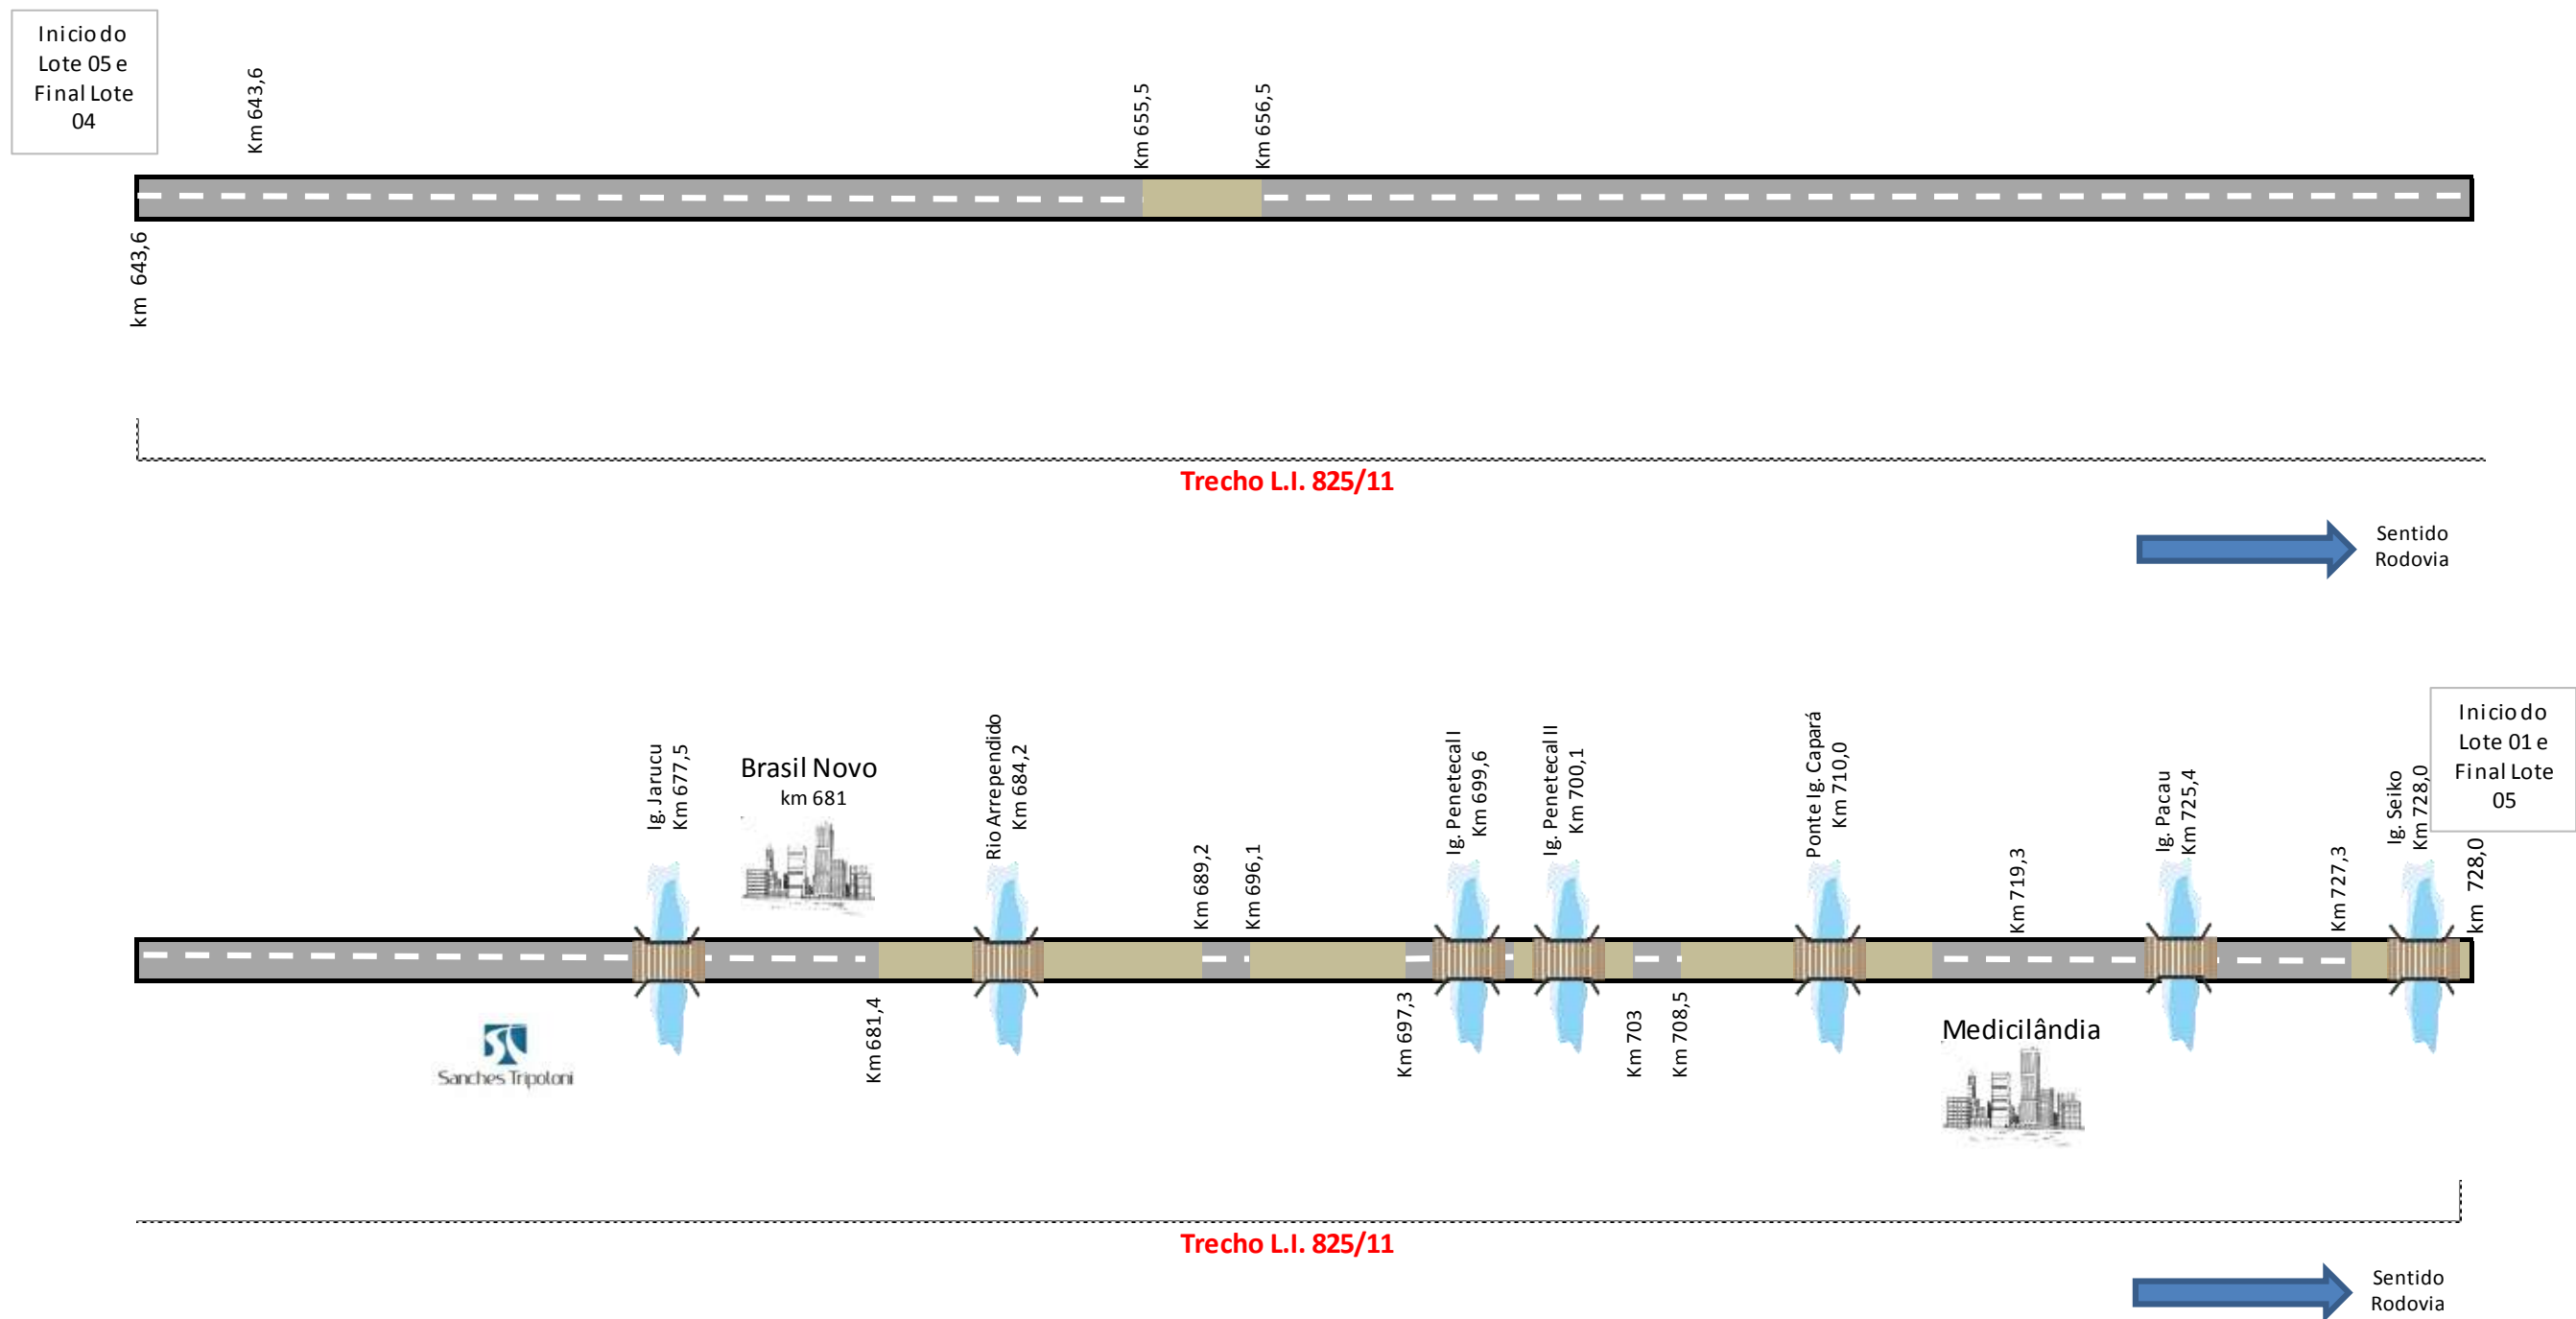 Inicio do
Lote 05 e
Final Lote
04
Km 643,6
Km 655,5
Km 656,5
km 643,6
Trecho L.I. 825/11
Sentido
Rodovia
Ig. Jarucu
Km 677,5
Brasil Novo
km 681
Rio Arrependido
Km 684,2
Km 689,2
Km 696,1
Ig. Penetecal I
Km 699,6
Ig. Penetecal II
Km 700,1
Ponte Ig. Capará
Km 710,0
Km 719,3
Ig. Pacau
Km 725,4
Km 727,3
Ig. Seiko
Km 728,0
Inicio do
Lote 01 e
Final Lote
05
km 728,0
Sanches Tripoloni
Km 681,4
Km 697,3
Km 703
Km 708,5
Medicilândia
Trecho L.I. 825/11
Sentido
Rodovia